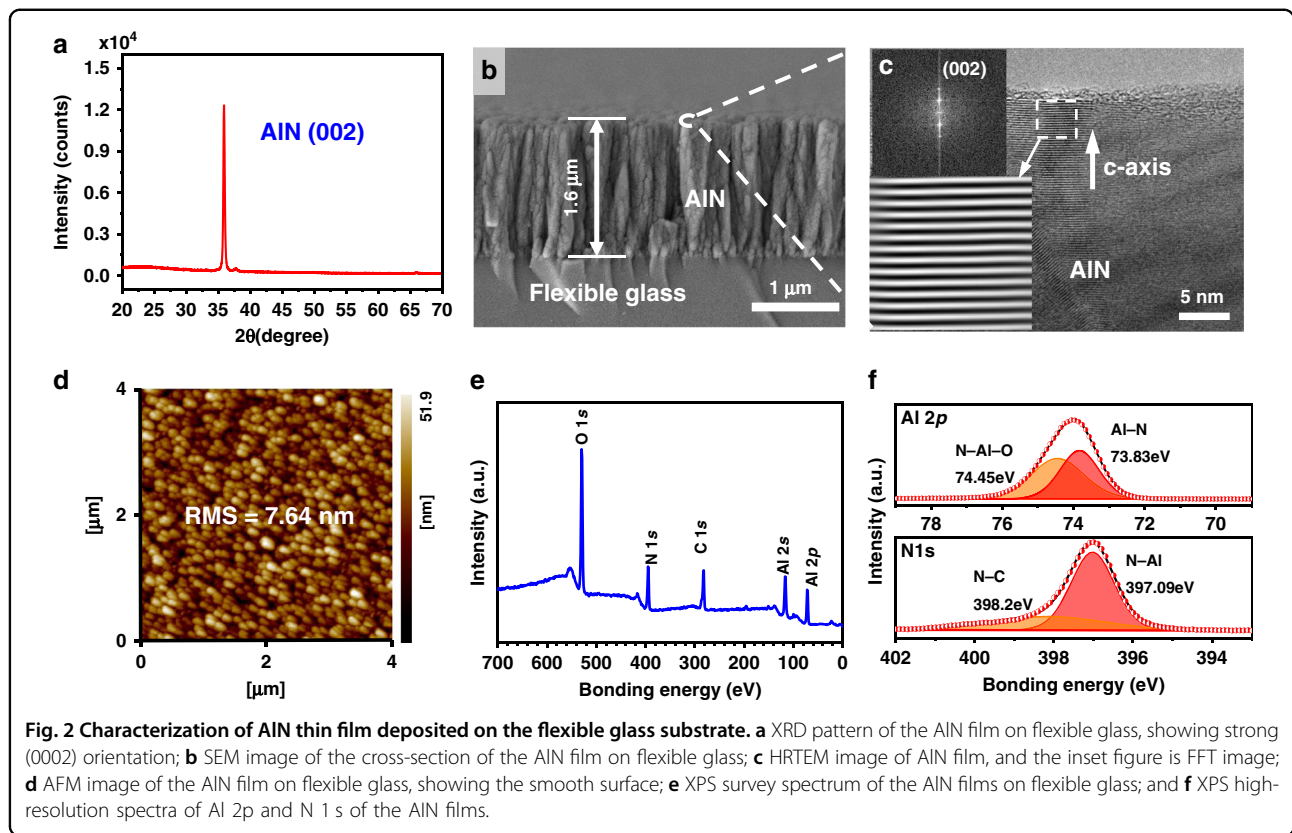 a
x10⁴
1.5
1.2
0.9
0.6
0.3
0.0
Intensity (counts)
AlN (002)
20 25 30 35 40 45 50 55 60 65 70
2θ(degree)
b
1.6 μm
AlN
Flexible glass
1 μm
c
(002)
c-axis
AlN
5 nm
d
4
2
0
[μm]
RMS = 7.64 nm
0 2 4
[μm]
51.9
[nm]
0.0
e
Intensity (a.u.)
O 1s
N 1s
C 1s
Al 2s
Al 2p
700 600 500 400 300 200 100 0
Bonding energy (eV)
f
Intensity (a.u.)
Al 2p
N–Al–O
74.45eV
Al–N
73.83eV
78 76 74 72 70
N1s
N–C
398.2eV
N–Al
397.09eV
402 400 398 396 394
Bonding energy (eV)
Fig. 2 Characterization of AlN thin film deposited on the flexible glass substrate. a XRD pattern of the AlN film on flexible glass, showing strong
(0002) orientation; b SEM image of the cross-section of the AlN film on flexible glass; c HRTEM image of AlN film, and the inset figure is FFT image;
d AFM image of the AlN film on flexible glass, showing the smooth surface; e XPS survey spectrum of the AlN films on flexible glass; and f XPS high-
resolution spectra of Al 2p and N 1 s of the AlN films.